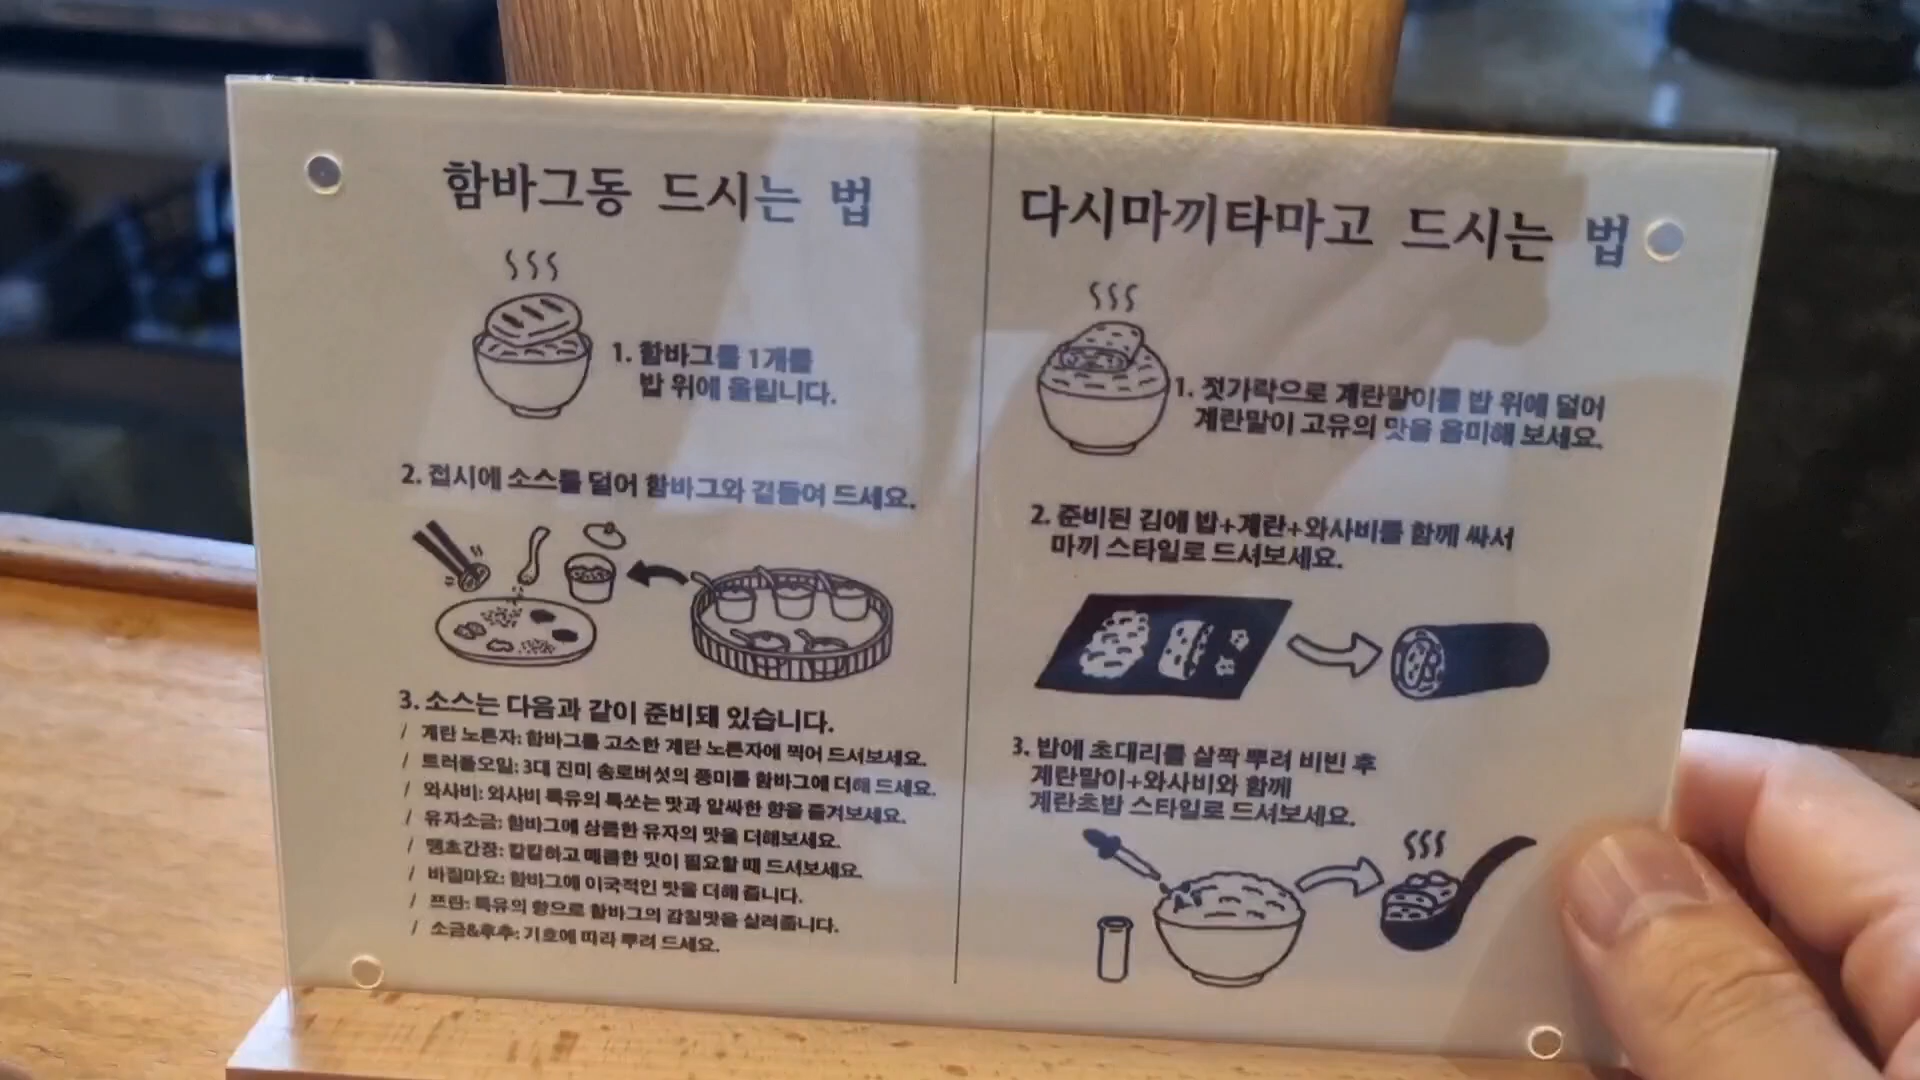 함바그동 드시는 법
1. 함바그를 1개를
밥 위에 올립니다.
2. 접시에 소스를 덜어 함바그와 곁들여 드세요.
3. 소스는 다음과 같이 준비돼 있습니다.
/ 계란 노른자: 함바그를 고소한 계란 노른자에 찍어 드셔보세요.
/ 트러플오일: 3대 진미 송로버섯의 풍미를 함바그에 더해 드세요.
/ 와사비: 와사비 특유의 톡쏘는 맛과 알싸한 향을 즐겨보세요.
/ 유자소금: 함바그에 상큼한 유자의 맛을 더해보세요.
/ 땡초간장: 칼칼하고 매콤한 맛이 필요할 때 드셔보세요.
/ 바질마요: 함바그에 이국적인 맛을 더해 줍니다.
/ 쯔란: 특유의 향으로 함바그의 감칠맛을 살려줍니다.
/ 소금&후추: 기호에 따라 뿌려 드세요.
다시마끼타마고 드시는 법
1. 젓가락으로 계란말이를 밥 위에 덜어
계란말이 고유의 맛을 음미해 보세요.
2. 준비된 김에 밥+계란+와사비를 함께 싸서
마끼 스타일로 드셔보세요.
3. 밥에 초대리를 살짝 뿌려 비빈 후
계란말이+와사비와 함께
계란초밥 스타일로 드셔보세요.